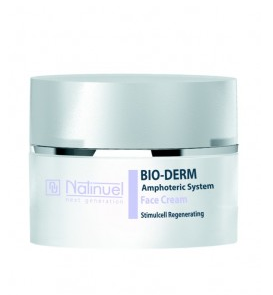 BIO-DERM
Amphoteric System
Natinuel
next generation
Face Cream
Stimulcell Regenerating